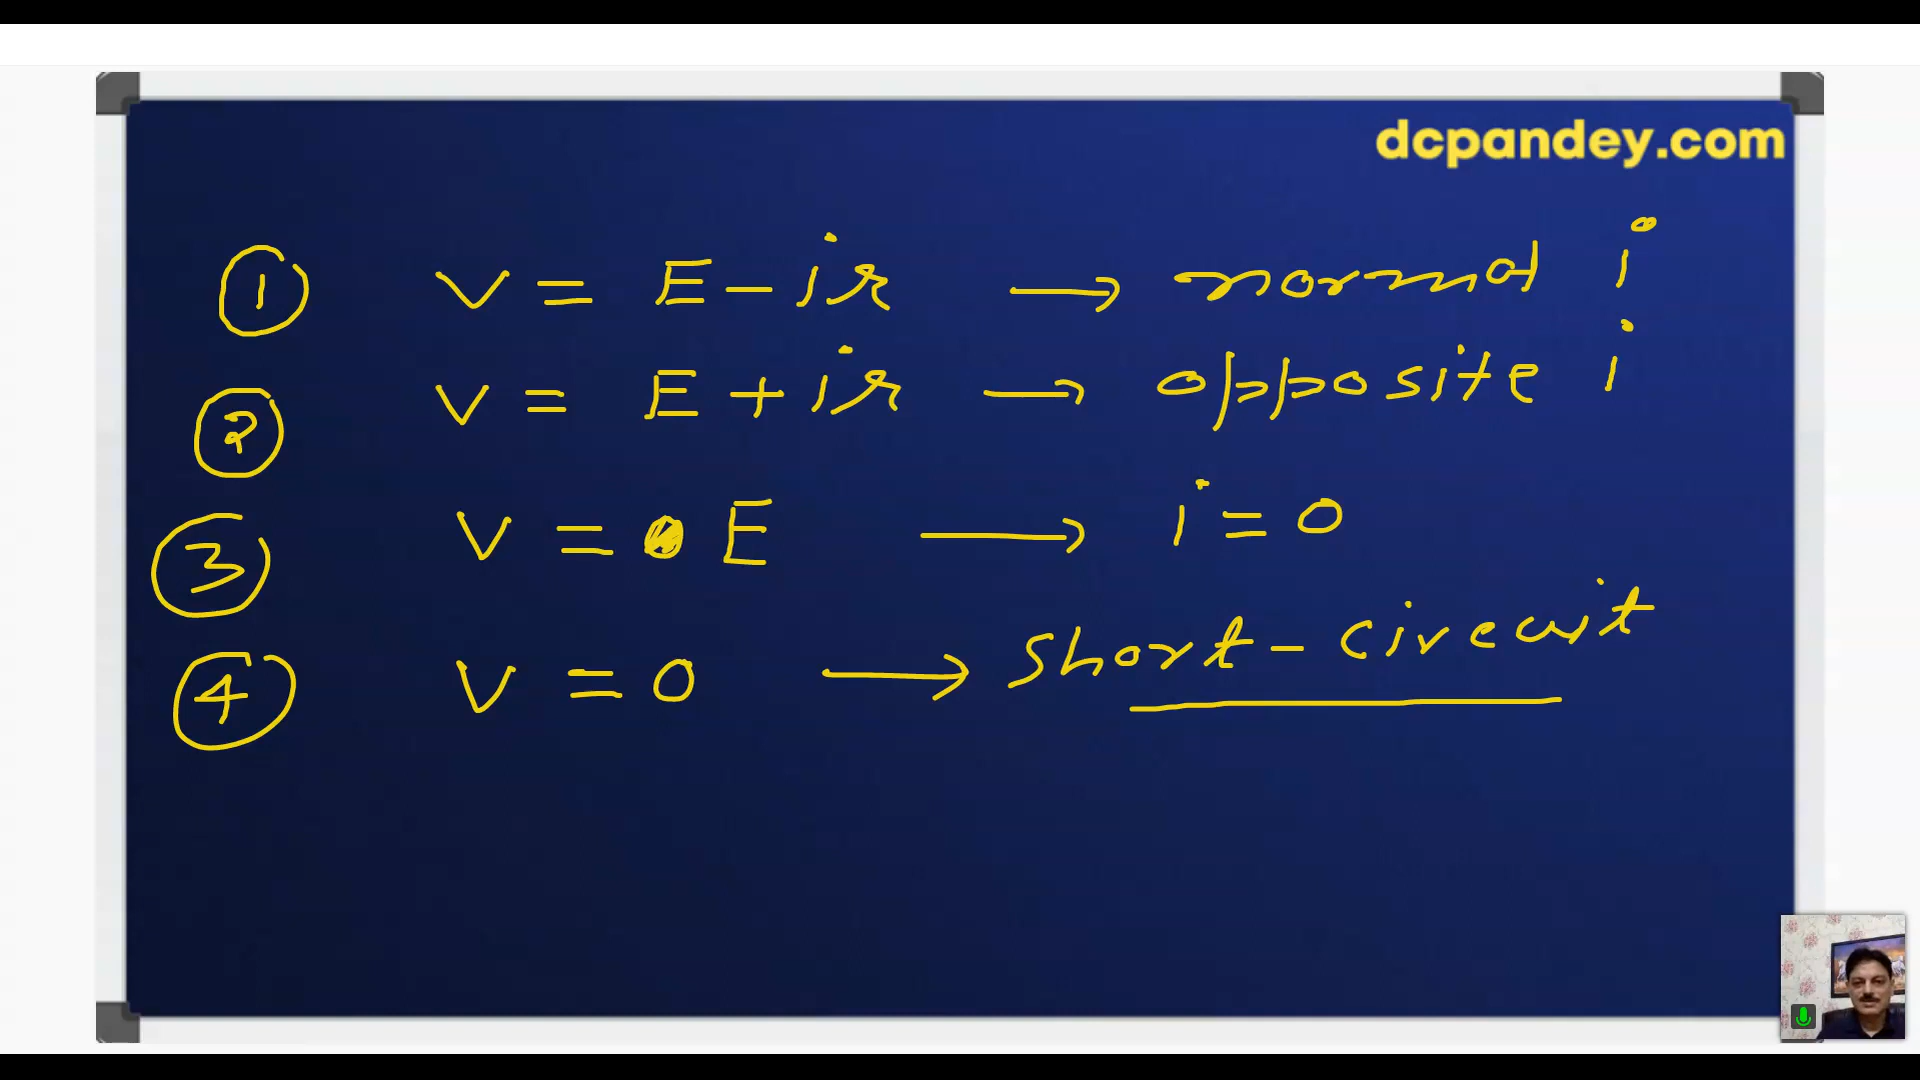 dcpandey.com
① V = E - ir → normal i
② V = E + ir → opposite i
③ V = E → i = 0
④ V = 0 → Short-circuit